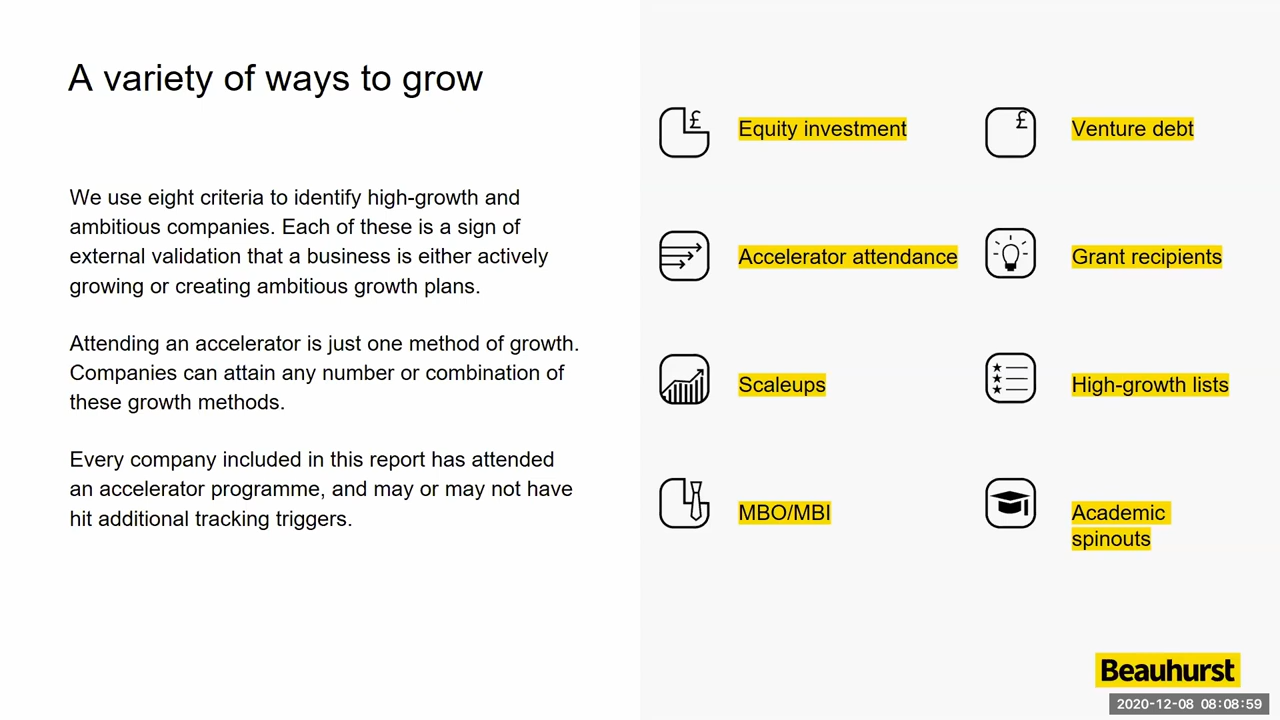 A variety of ways to grow
We use eight criteria to identify high-growth and
ambitious companies. Each of these is a sign of
external validation that a business is either actively
growing or creating ambitious growth plans.
Attending an accelerator is just one method of growth.
Companies can attain any number or combination of
these growth methods.
Every company included in this report has attended
an accelerator programme, and may or may not have
hit additional tracking triggers.
£
Equity investment
£
Venture debt
Accelerator attendance
Grant recipients
Scaleups
High-growth lists
MBO/MBI
Academic
spinouts
Beauhurst
2020-12-08 08:08:59